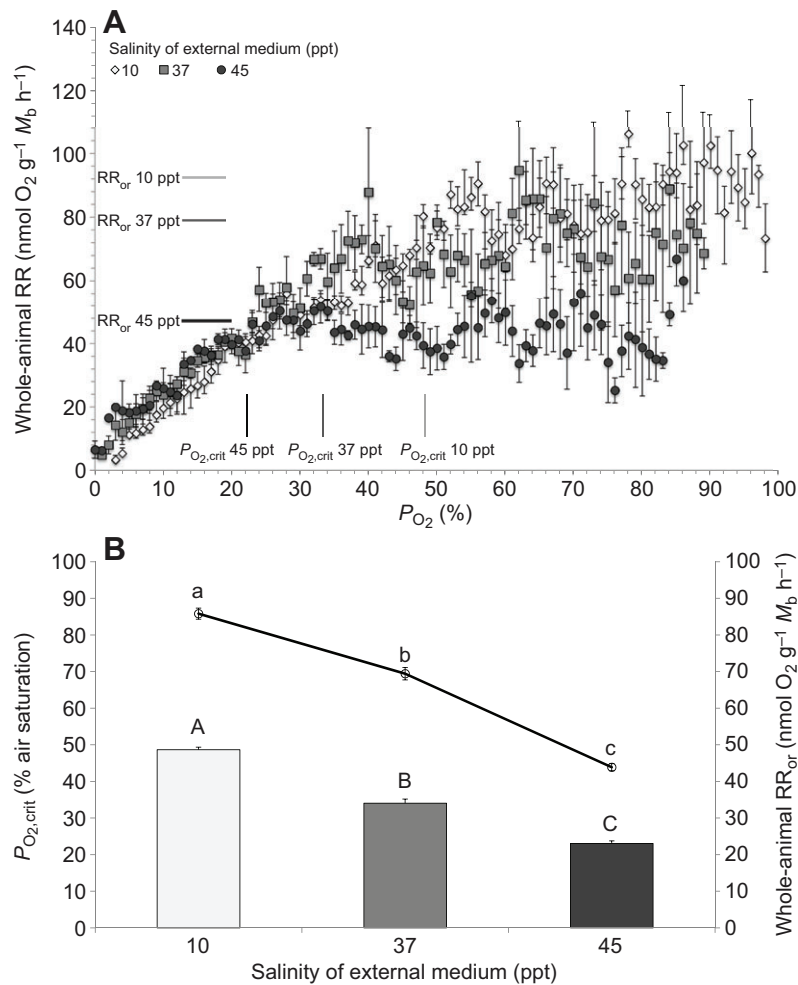 A
140
120
100
80
60
40
20
0
Whole-animal RR (nmol O2 g–1 Mb h–1)
Salinity of external medium (ppt)
10 37 45
RRor 10 ppt
RRor 37 ppt
RRor 45 ppt
PO2,crit 45 ppt PO2,crit 37 ppt PO2,crit 10 ppt
0 10 20 30 40 50 60 70 80 90 100
PO2 (%)
B
100
90
80
70
60
50
40
30
20
10
0
PO2,crit (% air saturation)
a
b
c
A
B
C
100
90
80
70
60
50
40
30
20
10
0
Whole-animal RRor (nmol O2 g–1 Mb h–1)
10 37 45
Salinity of external medium (ppt)